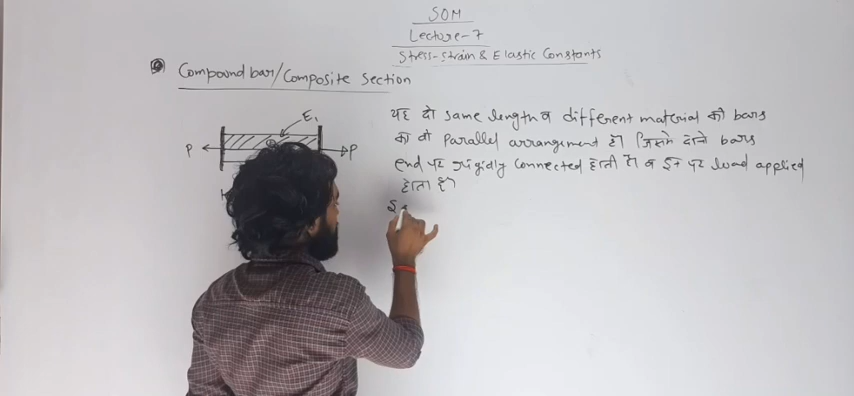 SOM
Lecture-7
Stress-strain & Elastic Constants
Compound bar/Composite Section
E₁
P
P
यह दो same length व different material की bars
का वो parallel arrangement है। जिसमे दोनो bars
end पर rigidly connected होती है। व इन पर load applied
होता है।